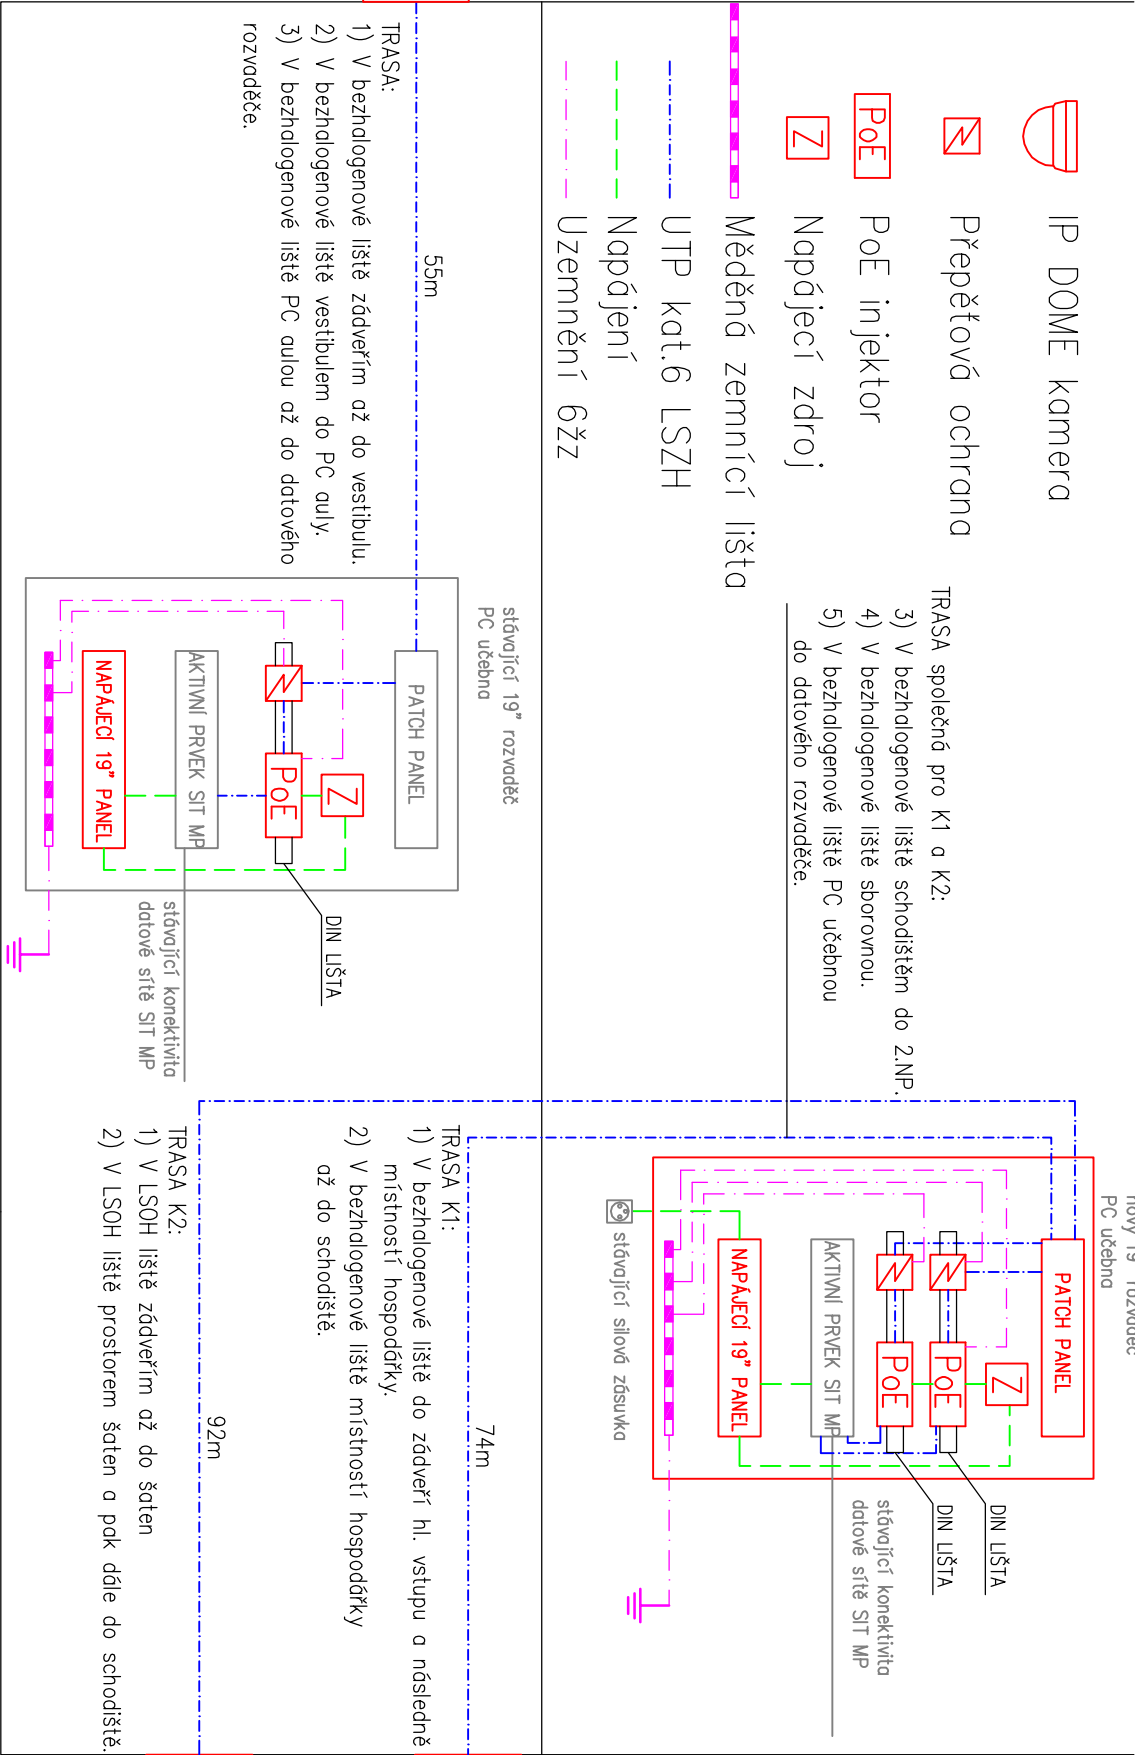 IP DOME kamera
Přepěťová ochrana
PoE
PoE injektor
Z
Napájecí zdroj
Měděná zemnící lišta
UTP kat.6 LSZH
Napájení
Uzemnění 6žz
TRASA společná pro K1 a K2:
3) V bezhalogenové liště schodištěm do 2.NP.
4) V bezhalogenové liště sborovnou.
5) V bezhalogenové liště PC učebnou
do datového rozvaděče.
nový 19" rozvaděč
PC učebna
PATCH PANEL
Z
PoE
PoE
AKTIVNÍ PRVEK SIT MP
NAPÁJECÍ 19" PANEL
stávající silová zásuvka
DIN LIŠTA
DIN LIŠTA
stávající konektivita
datové sítě SIT MP
55m
TRASA:
1) V bezhalogenové liště zádveřím až do vestibulu.
2) V bezhalogenové liště vestibulem do PC auly.
3) V bezhalogenové liště PC aulou až do datového
rozvaděče.
stávající 19" rozvaděč
PC učebna
PATCH PANEL
Z
PoE
AKTIVNÍ PRVEK SIT MP
NAPÁJECÍ 19" PANEL
DIN LIŠTA
stávající konektivita
datové sítě SIT MP
74m
TRASA K1:
1) V bezhalogenové liště do zádveří hl. vstupu a následně
místností hospodářky.
2) V bezhalogenové liště místností hospodářky
až do schodiště.
92m
TRASA K2:
1) V LSOH liště zádveřím až do šaten
2) V LSOH liště prostorem šaten a pak dále do schodiště.